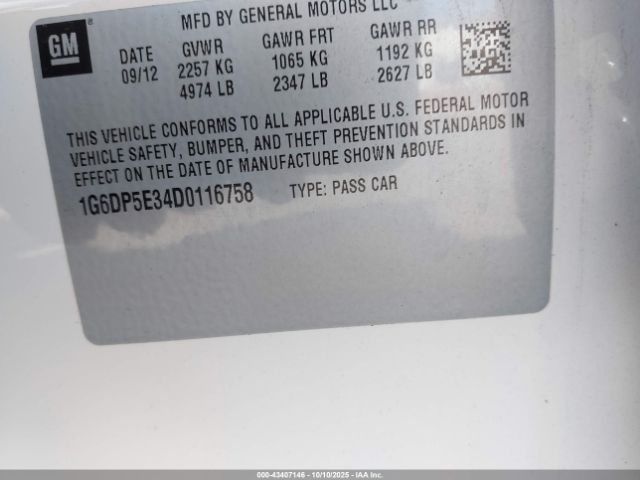 MFD BY GENERAL MOTORS LLC
GM
DATE GVWR GAWR FRT GAWR RR
09/12 2257 KG 1065 KG 1192 KG
4974 LB 2347 LB 2627 LB
THIS VEHICLE CONFORMS TO ALL APPLICABLE U.S. FEDERAL MOTOR
VEHICLE SAFETY, BUMPER, AND THEFT PREVENTION STANDARDS IN
EFFECT ON THE DATE OF MANUFACTURE SHOWN ABOVE.
1G6DP5E34D0116758 TYPE: PASS CAR
000-43407146 - 10/10/2025 - IAA Inc.